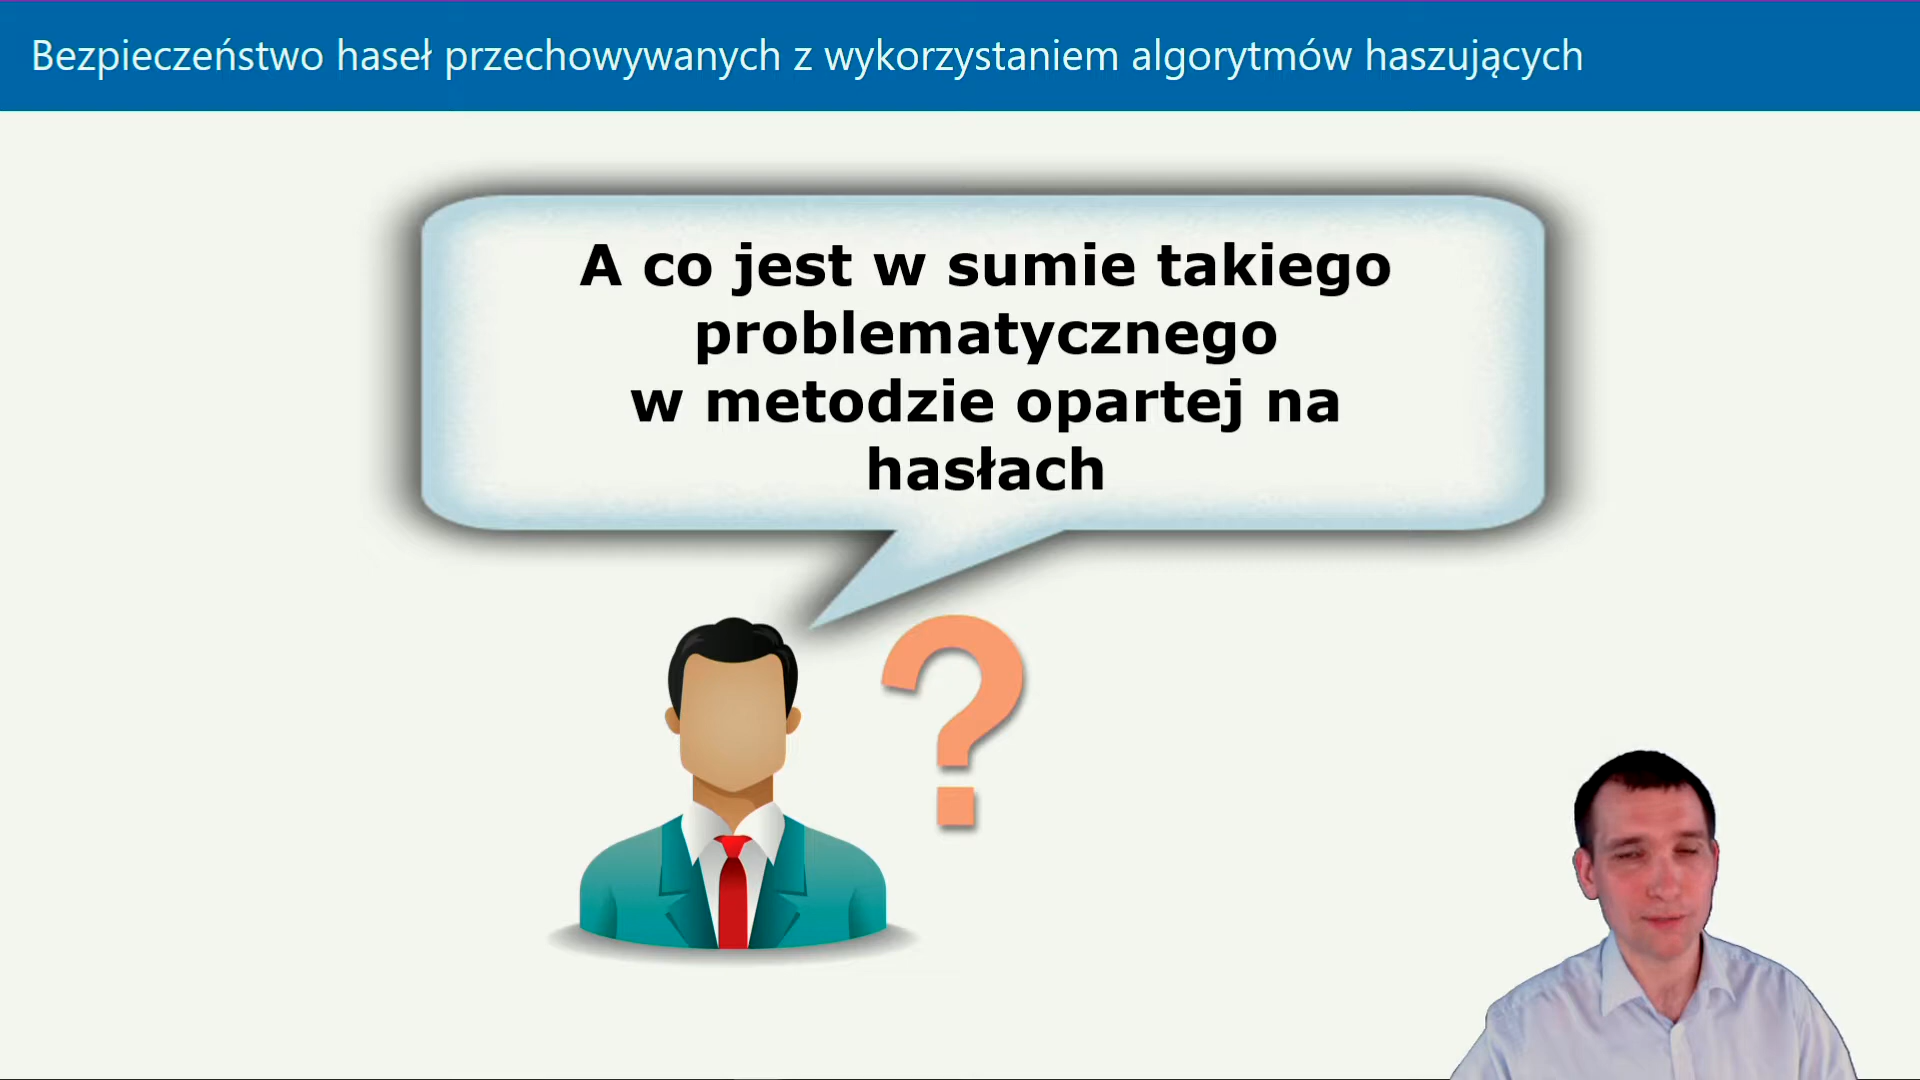 Bezpieczeństwo haseł przechowywanych z wykorzystaniem algorytmów haszujących
A co jest w sumie takiego
problematycznego
w metodzie opartej na
hasłach
?